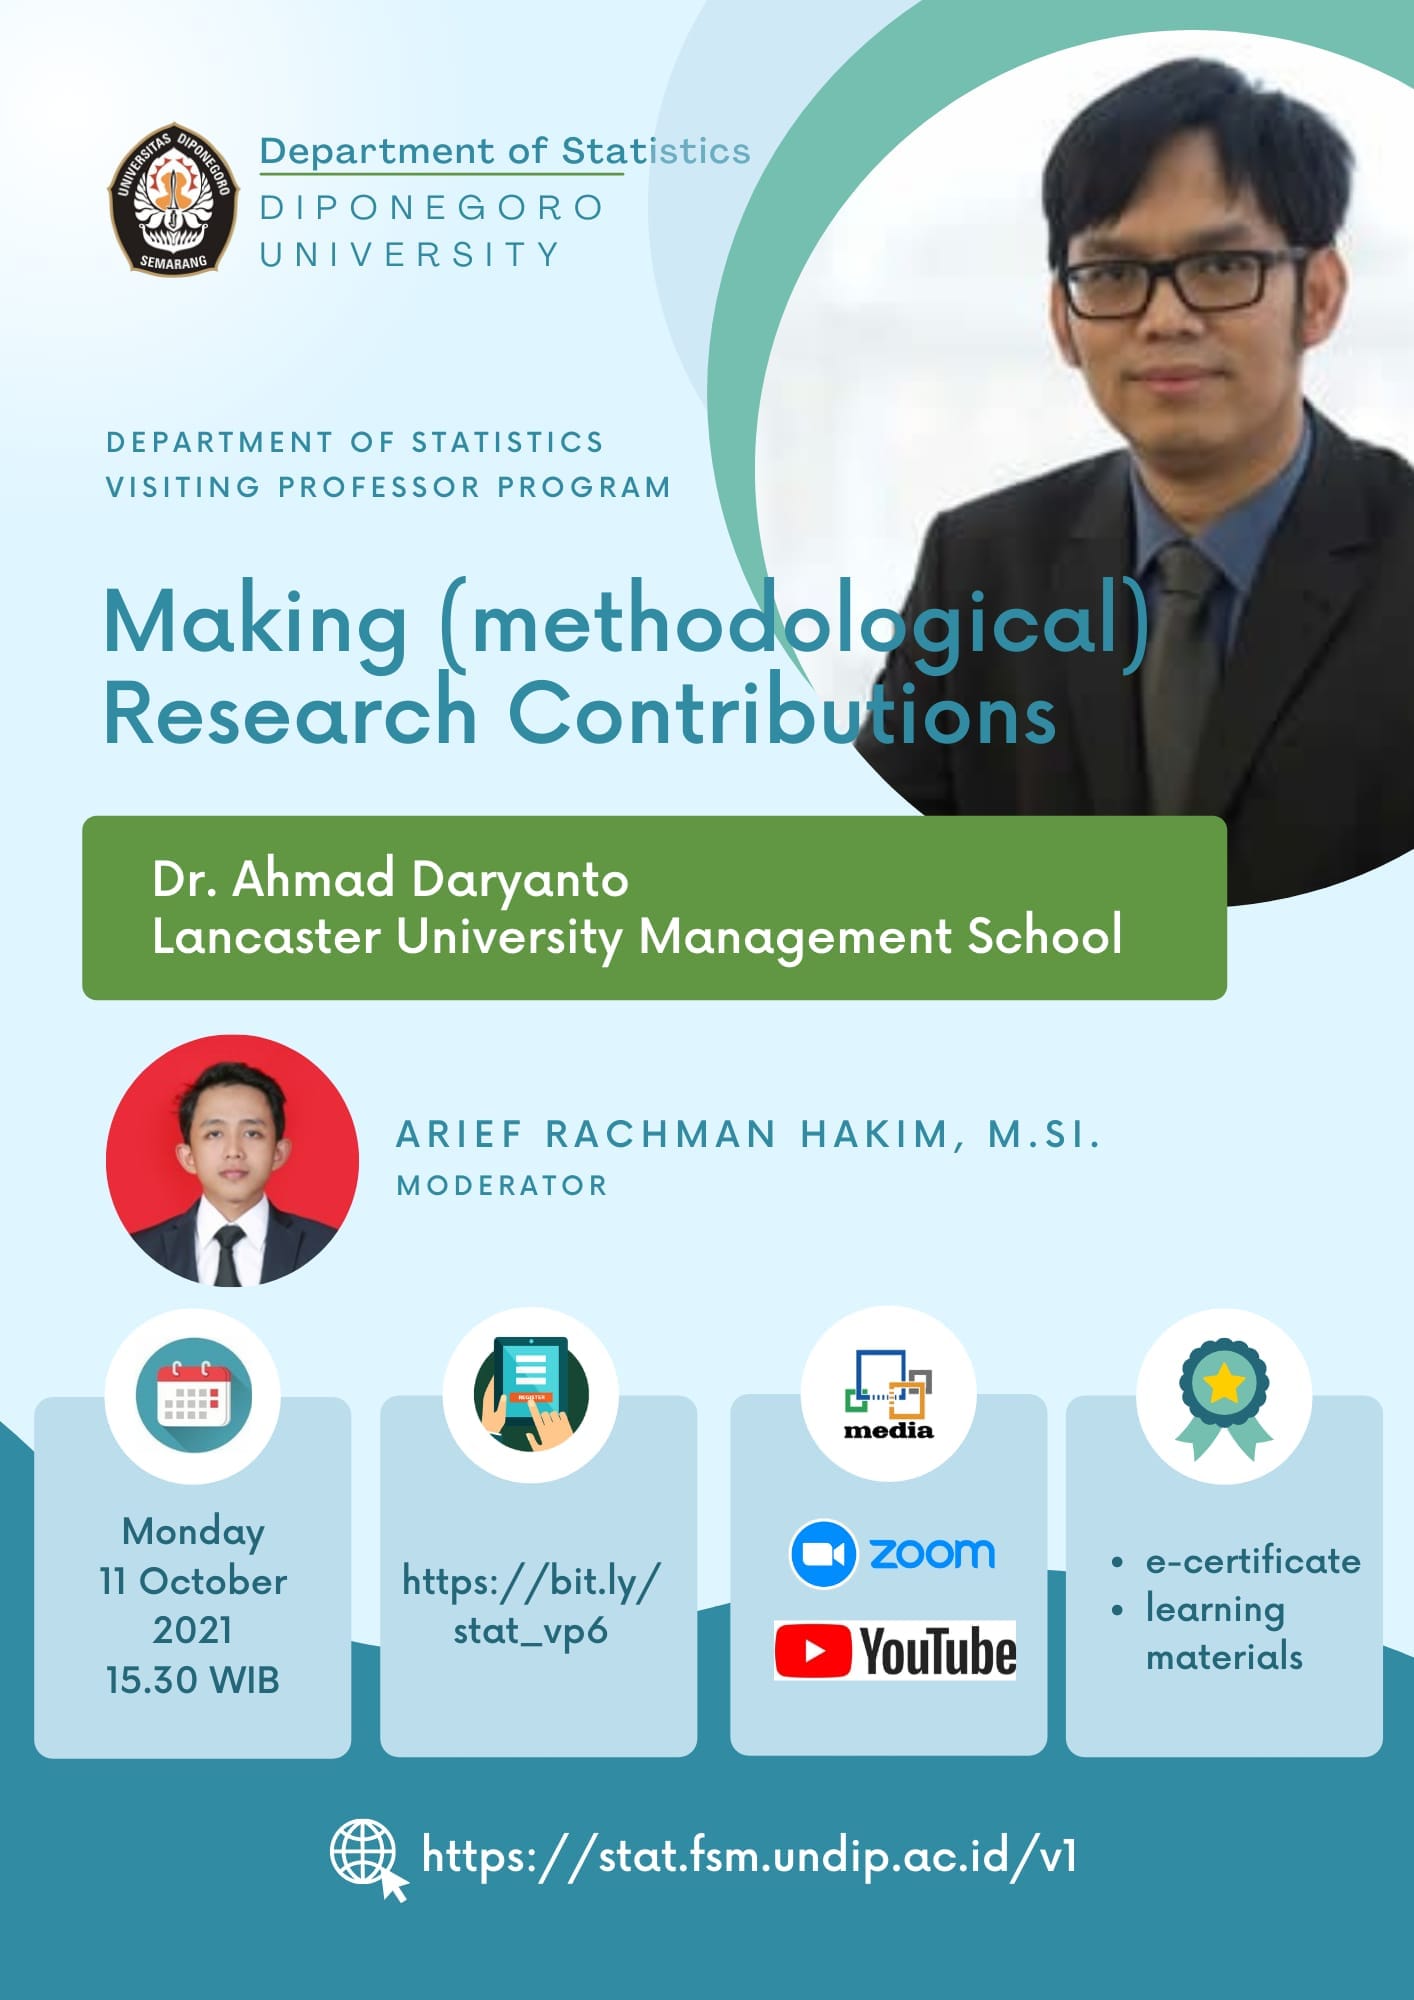 UNIVERSITAS DIPONEGORO
SEMARANG
Department of Statistics
DIPONEGORO
UNIVERSITY
DEPARTMENT OF STATISTICS
VISITING PROFESSOR PROGRAM
Making (methodological)
Research Contributions
Dr. Ahmad Daryanto
Lancaster University Management School
ARIEF RACHMAN HAKIM, M.SI.
MODERATOR
Monday
11 October
2021
15.30 WIB
REGISTER
https://bit.ly/
stat_vp6
media
zoom
YouTube
• e-certificate
• learning
materials
https://stat.fsm.undip.ac.id/v1